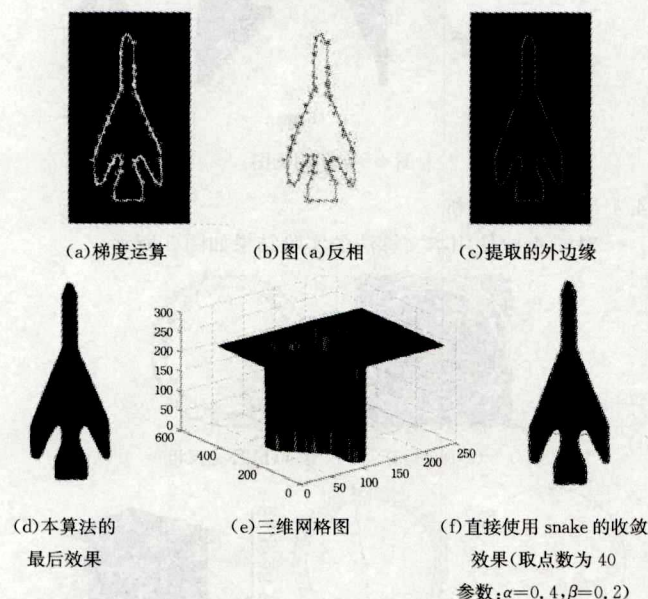 (a)梯度运算
(b)图(a)反相
(c)提取的外边缘
300
250
200
150
100
50
0
600
400
200
0
0
50
100
150
200
250
(d)本算法的
最后效果
(e)三维网格图
(f)直接使用 snake 的收敛
效果(取点数为 40
参数:α=0.4,β=0.2)